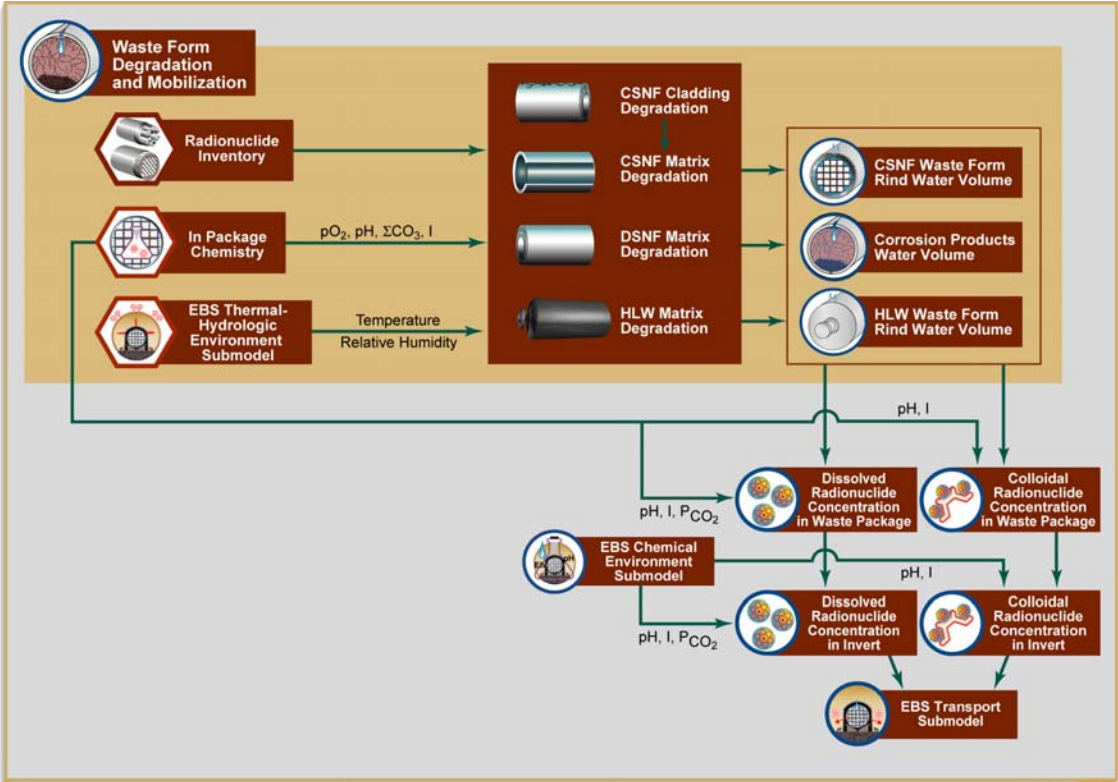 Waste Form
Degradation
and Mobilization
Radionuclide
Inventory
In Package
Chemistry
pO2, pH, ΣCO3, I
EBS Thermal-
Hydrologic
Environment
Submodel
Temperature
Relative Humidity
CSNF Cladding
Degradation
CSNF Matrix
Degradation
DSNF Matrix
Degradation
HLW Matrix
Degradation
CSNF Waste Form
Rind Water Volume
Corrosion Products
Water Volume
HLW Waste Form
Rind Water Volume
pH, I
pH, I, PCO2
Dissolved
Radionuclide
Concentration
in Waste Package
Colloidal
Radionuclide
Concentration
in Waste Package
EBS Chemical
Environment
Submodel
pH, I
pH, I, PCO2
Dissolved
Radionuclide
Concentration
in Invert
Colloidal
Radionuclide
Concentration
in Invert
EBS Transport
Submodel